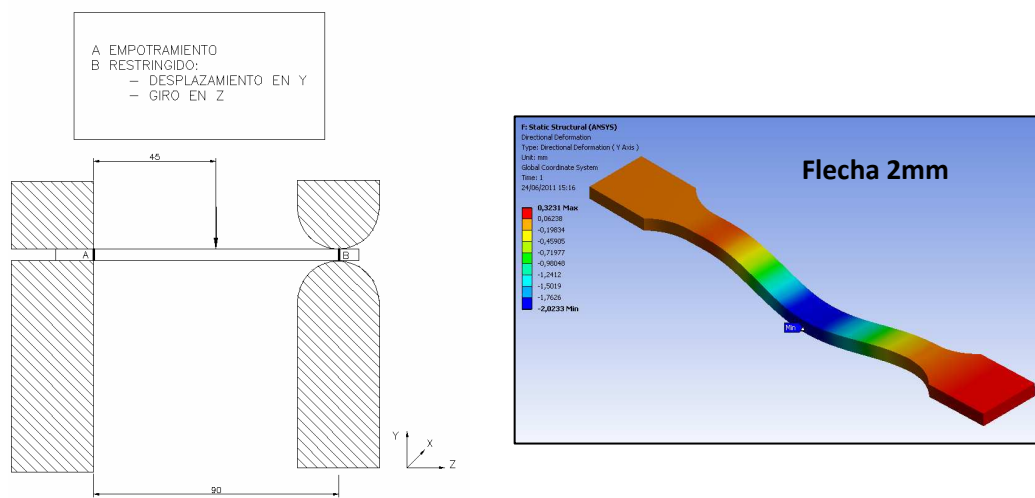 A EMPOTRAMIENTO
B RESTRINGIDO:
– DESPLAZAMIENTO EN Y
– GIRO EN Z
45
A
B
Y
X
Z
90
F: Static Structural (ANSYS)
Directional Deformation
Type: Directional Deformation ( Y Axis )
Unit: mm
Global Coordinate System
Time: 1
24/06/2011 15:16
0,3231 Max
0,06238
-0,19834
-0,45905
-0,71977
-0,98048
-1,2412
-1,5019
-1,7626
-2,0233 Min
Flecha 2mm
Min